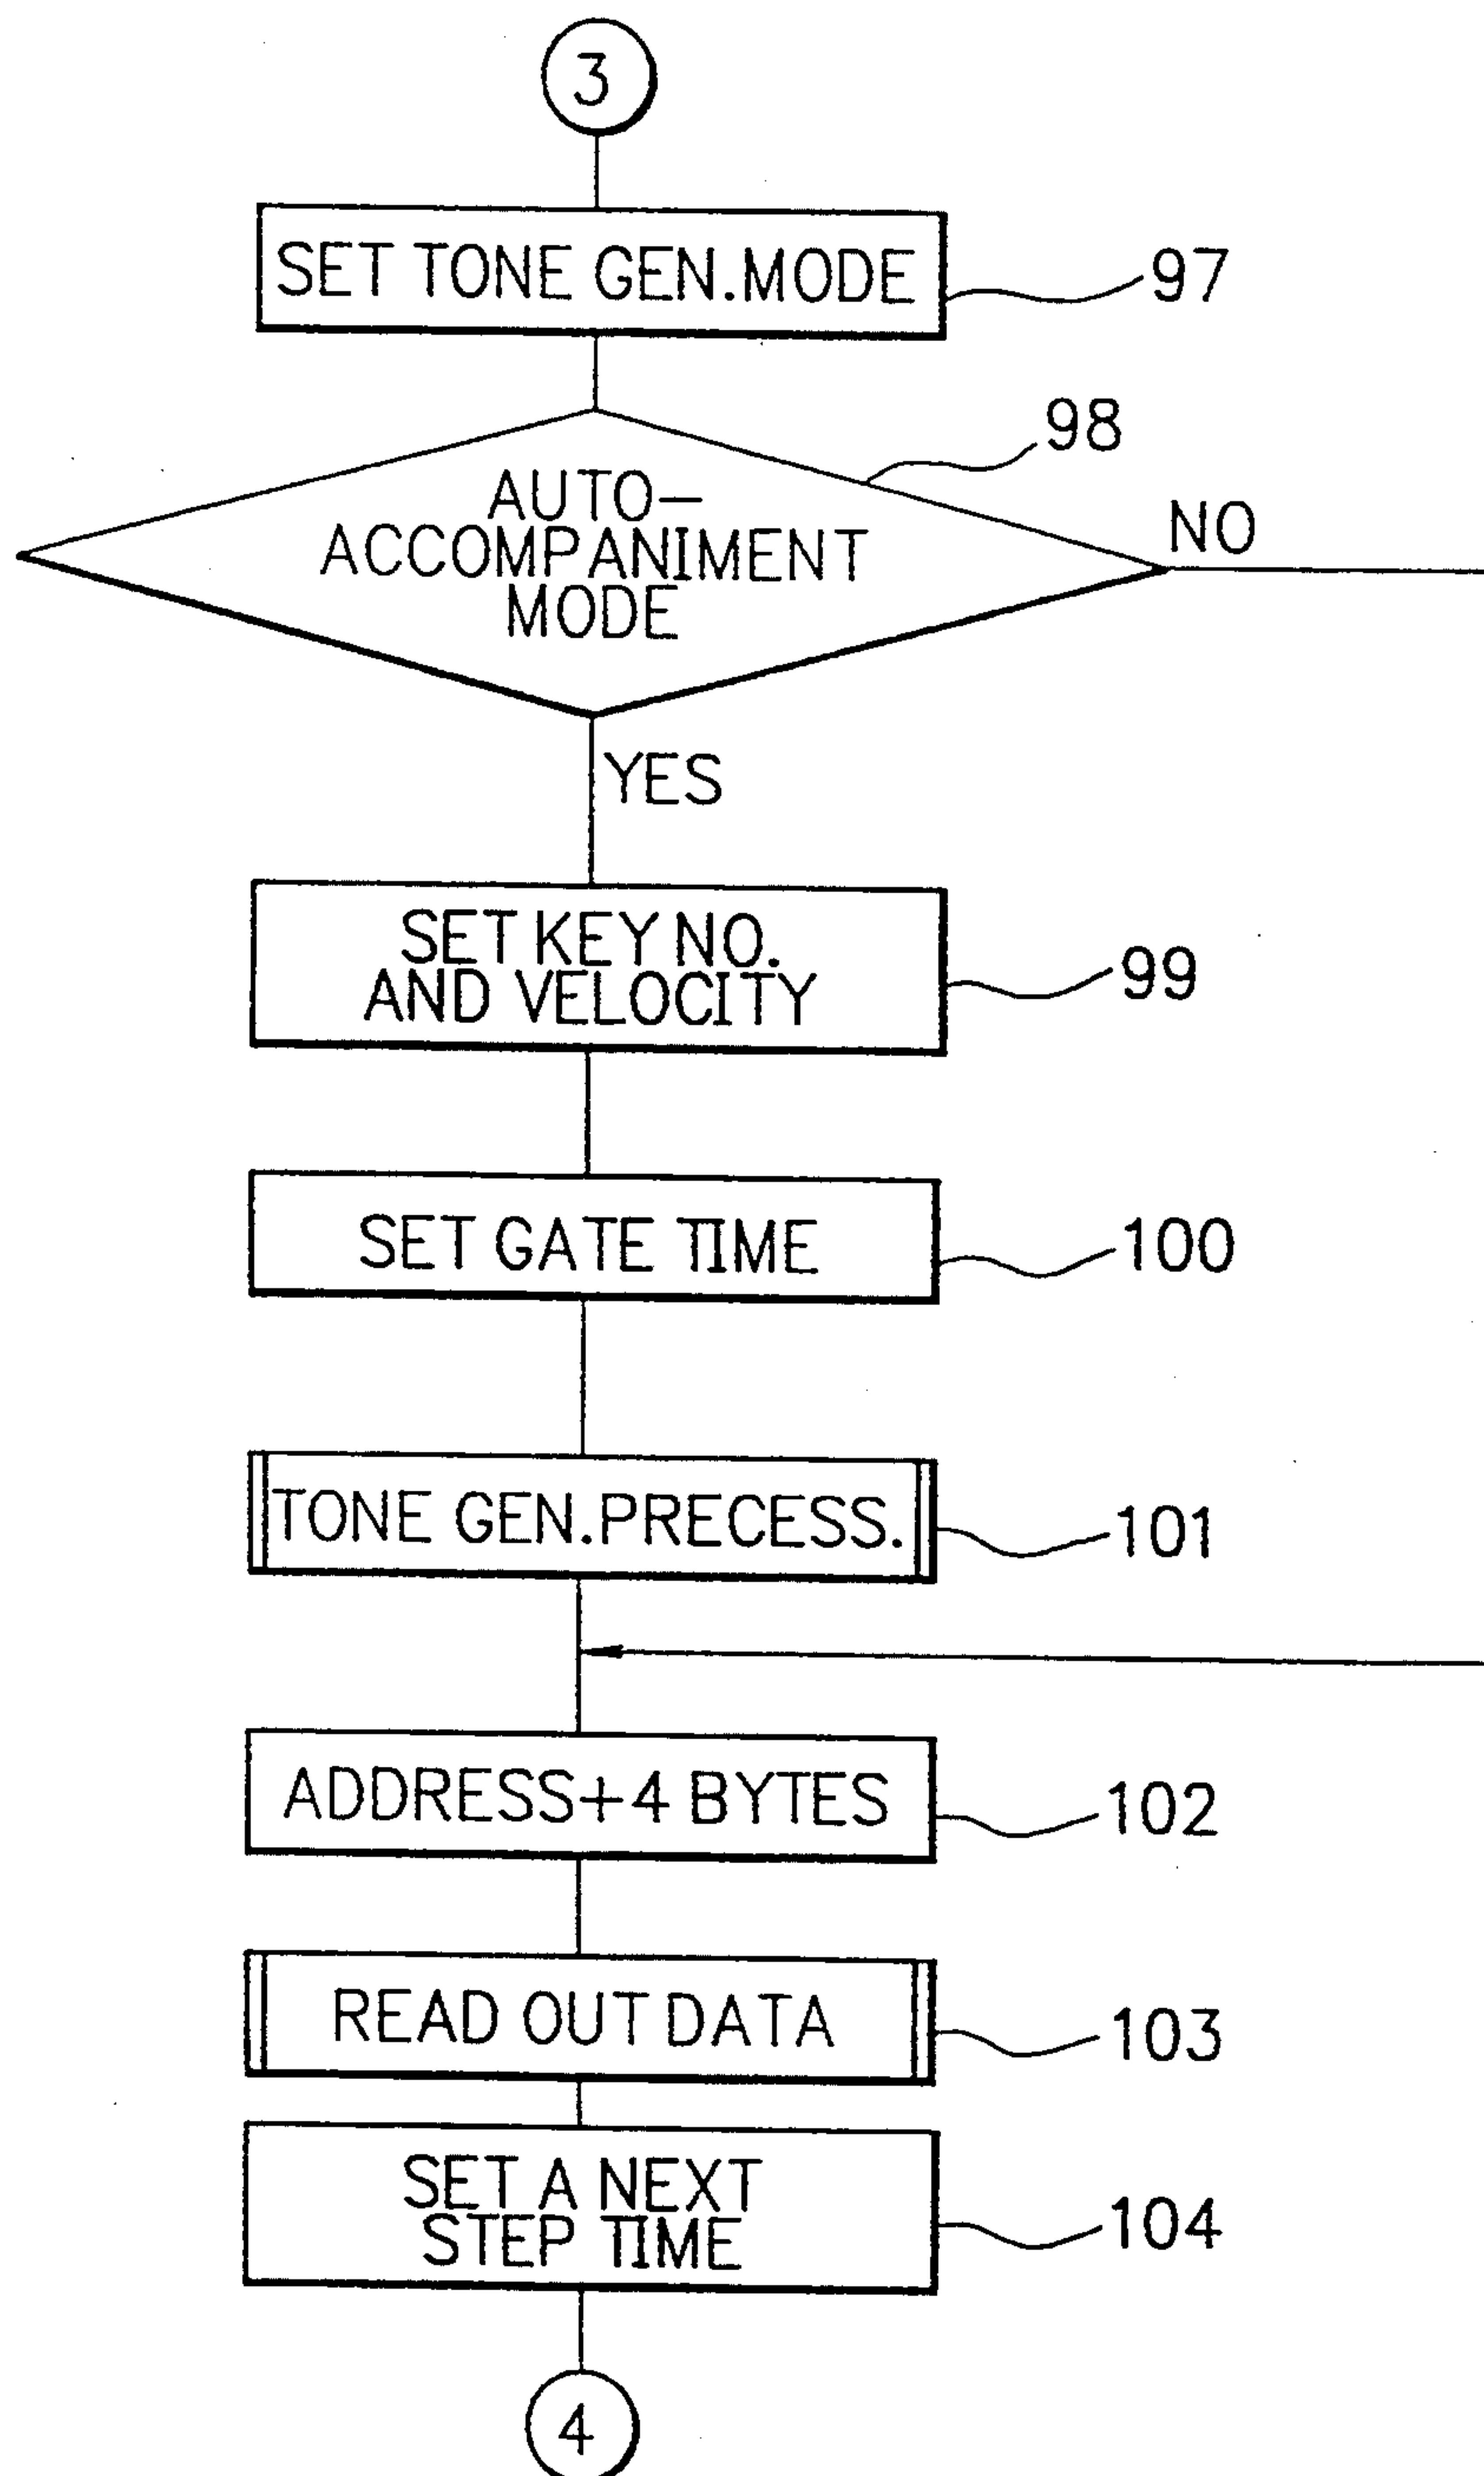 3
SET TONE GEN.MODE
97
98
AUTO-
ACCOMPANIMENT
MODE
NO
YES
SET KEY NO.
AND VELOCITY
99
SET GATE TIME
100
TONE GEN.PRECESS.
101
ADDRESS+4 BYTES
102
READ OUT DATA
103
SET A NEXT
STEP TIME
104
4